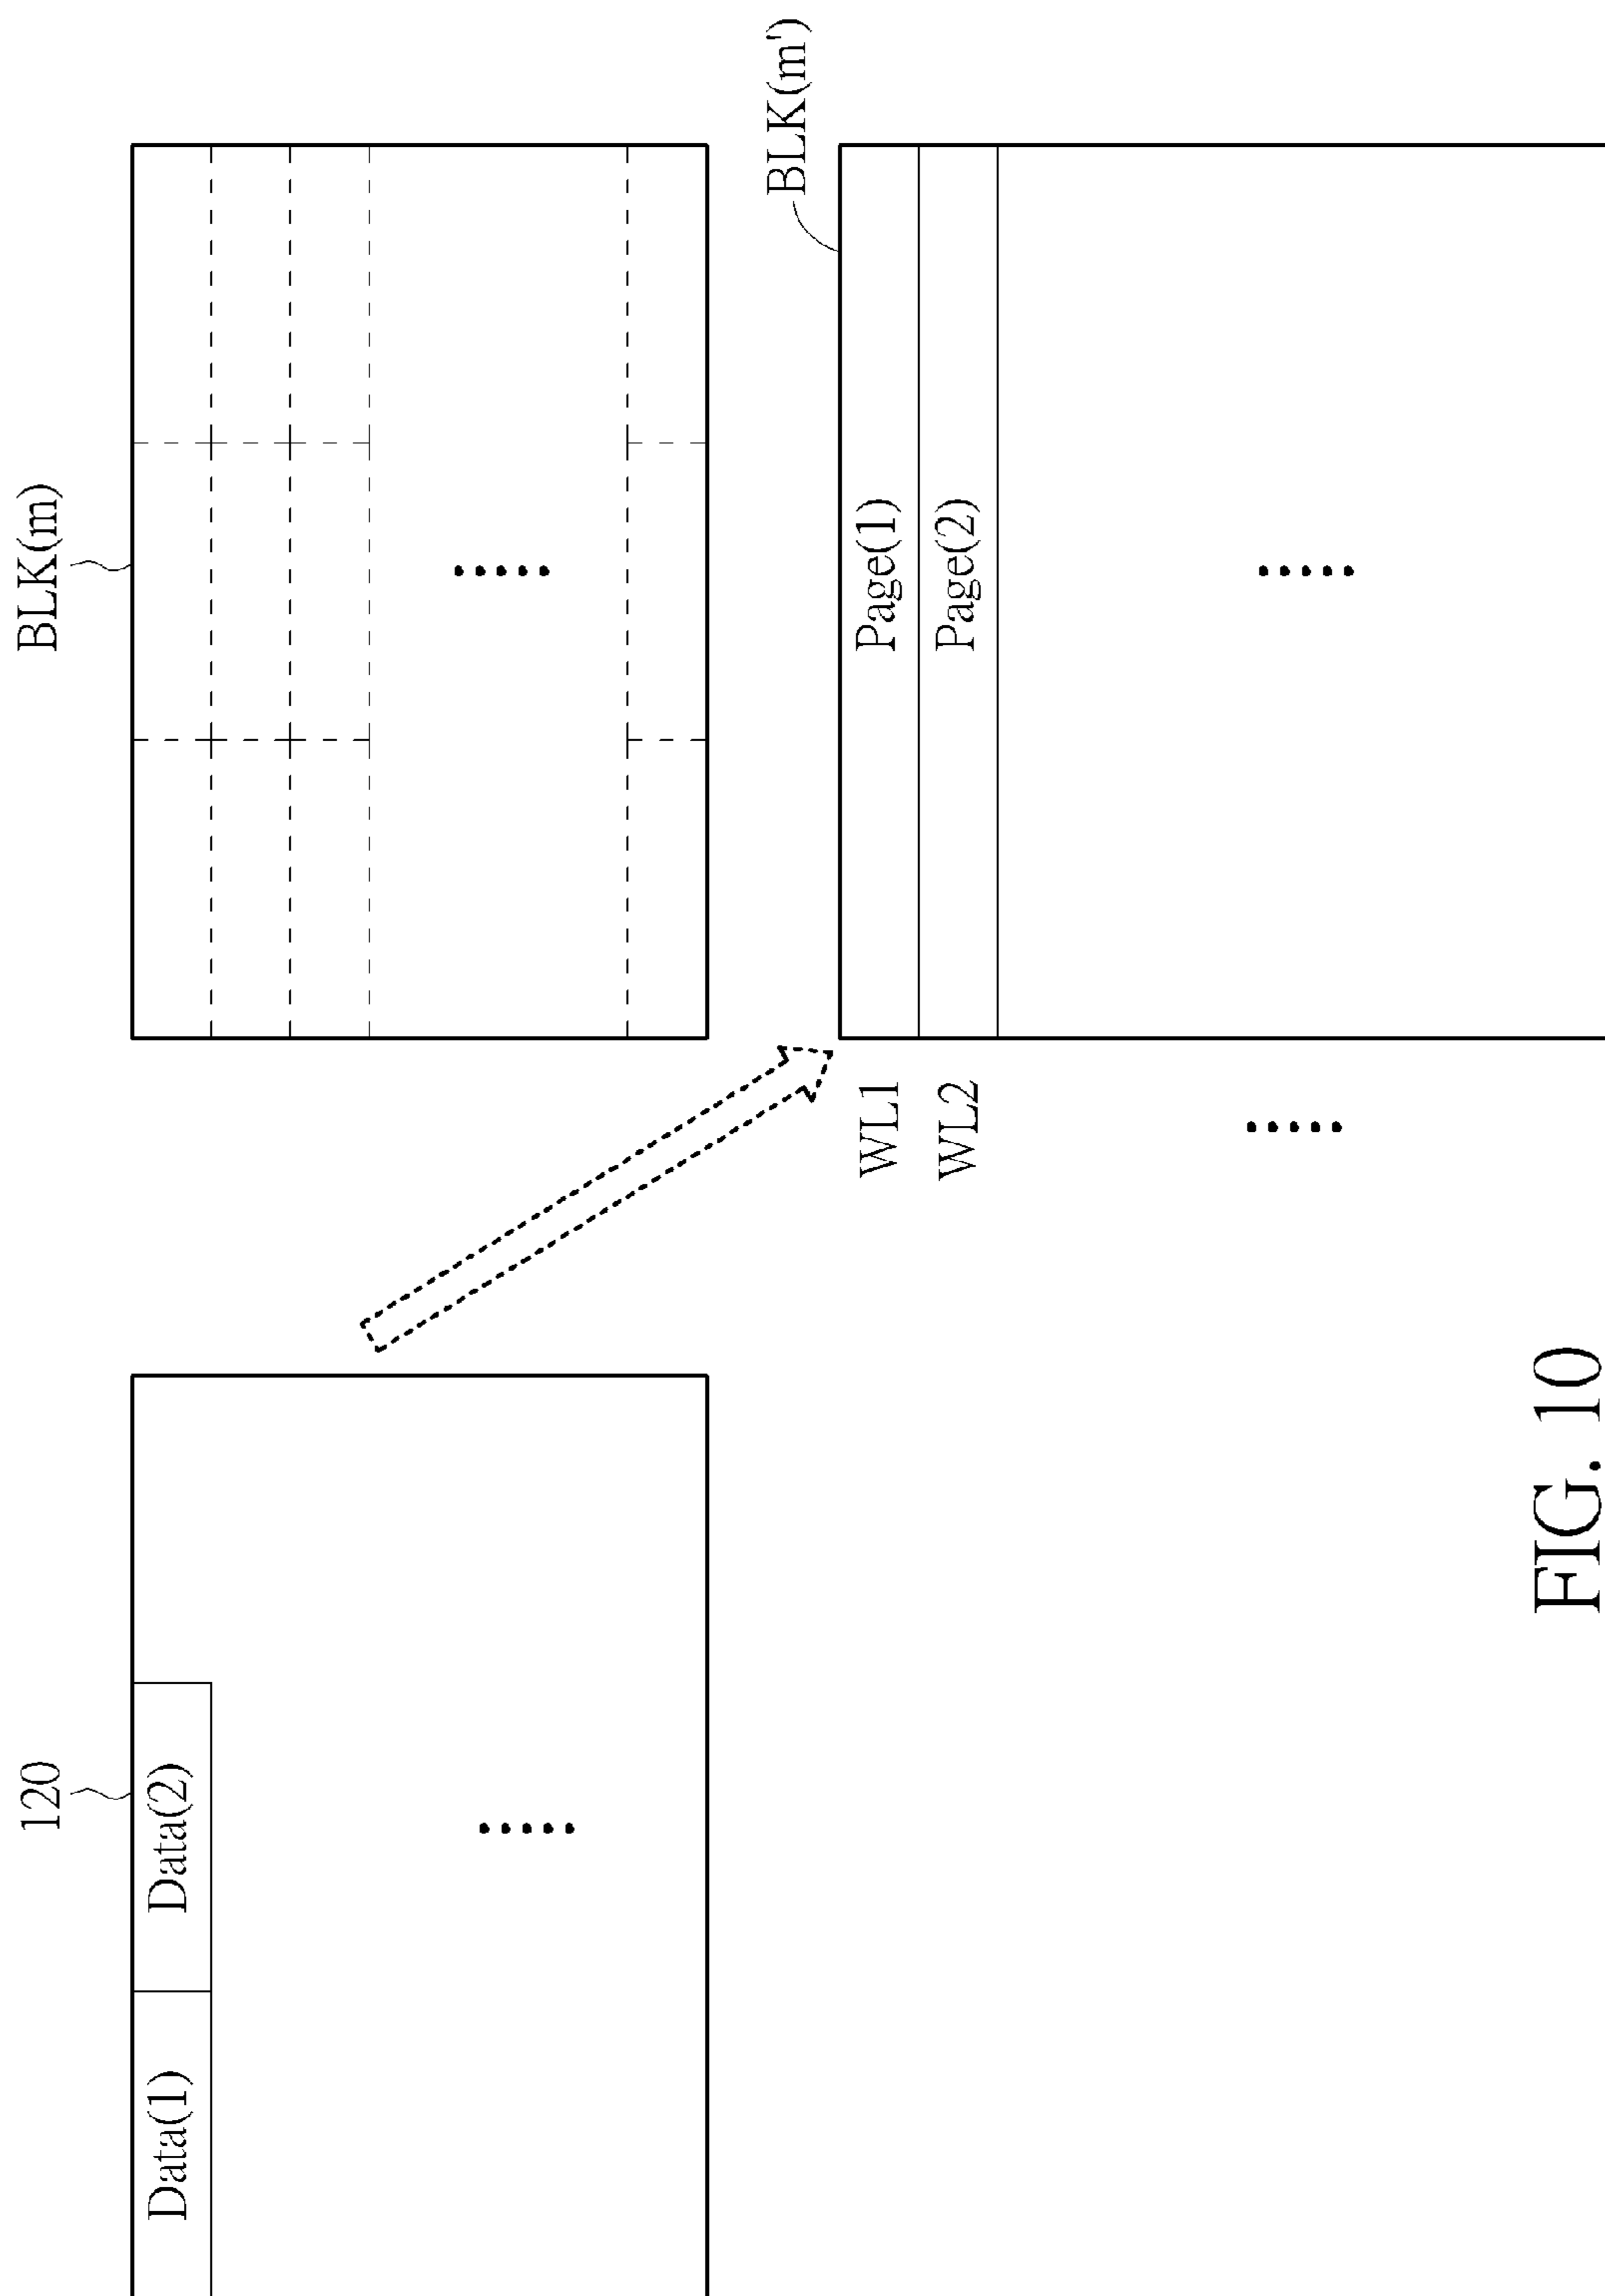 120
BLK(m)
Data(1)
Data(2)
BLK(m')
WL1
Page(1)
WL2
Page(2)
FIG. 10